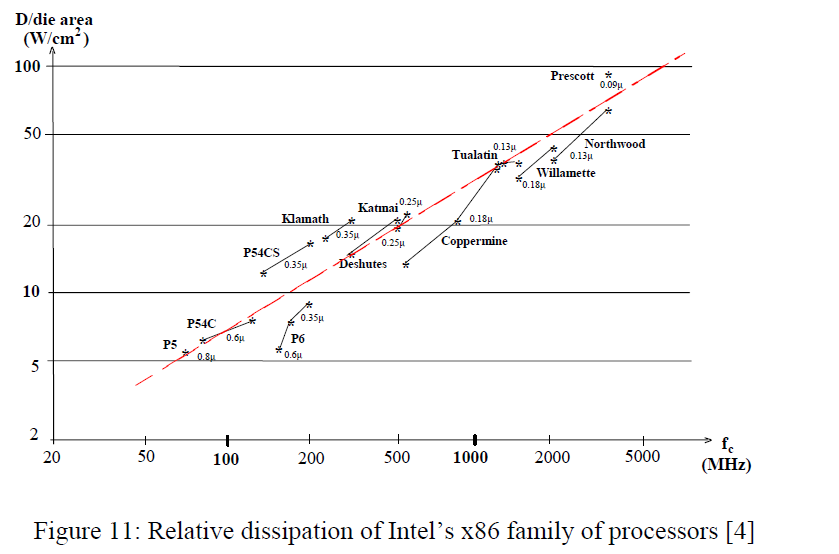 D/die area
(W/cm²)
100
Prescott
0.09μ
50
0.13μ
Northwood
Tualatin
0.13μ
Willamette
0.18μ
0.25μ
Katmai
Klamath
0.18μ
20
0.35μ
0.25μ
Coppermine
P54CS
0.35μ
Deshutes
10
P54C
0.35μ
P5
0.6μ
P6
0.8μ
0.6μ
5
2
20 50 100 200 500 1000 2000 5000
f_c
(MHz)
Figure 11: Relative dissipation of Intel's x86 family of processors [4]